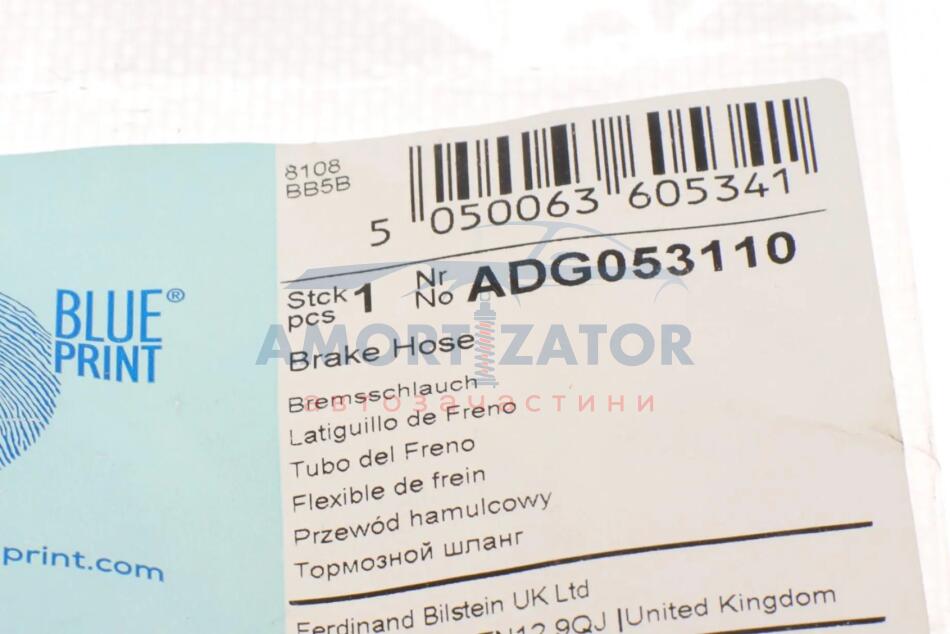 8108
BB5B
5 050063 605341
Stck
pcs 1 Nr
No ADG053110
BLUE®
PRINT
AMORTIZATOR
Brake Hose
Bremsschlauch
автозапчастини
Latiguillo de Freno
Tubo del Freno
Flexible de frein
Przewód hamulcowy
Тормозной шланг
print.com
Ferdinand Bilstein UK Ltd
9QJ | United Kingdom